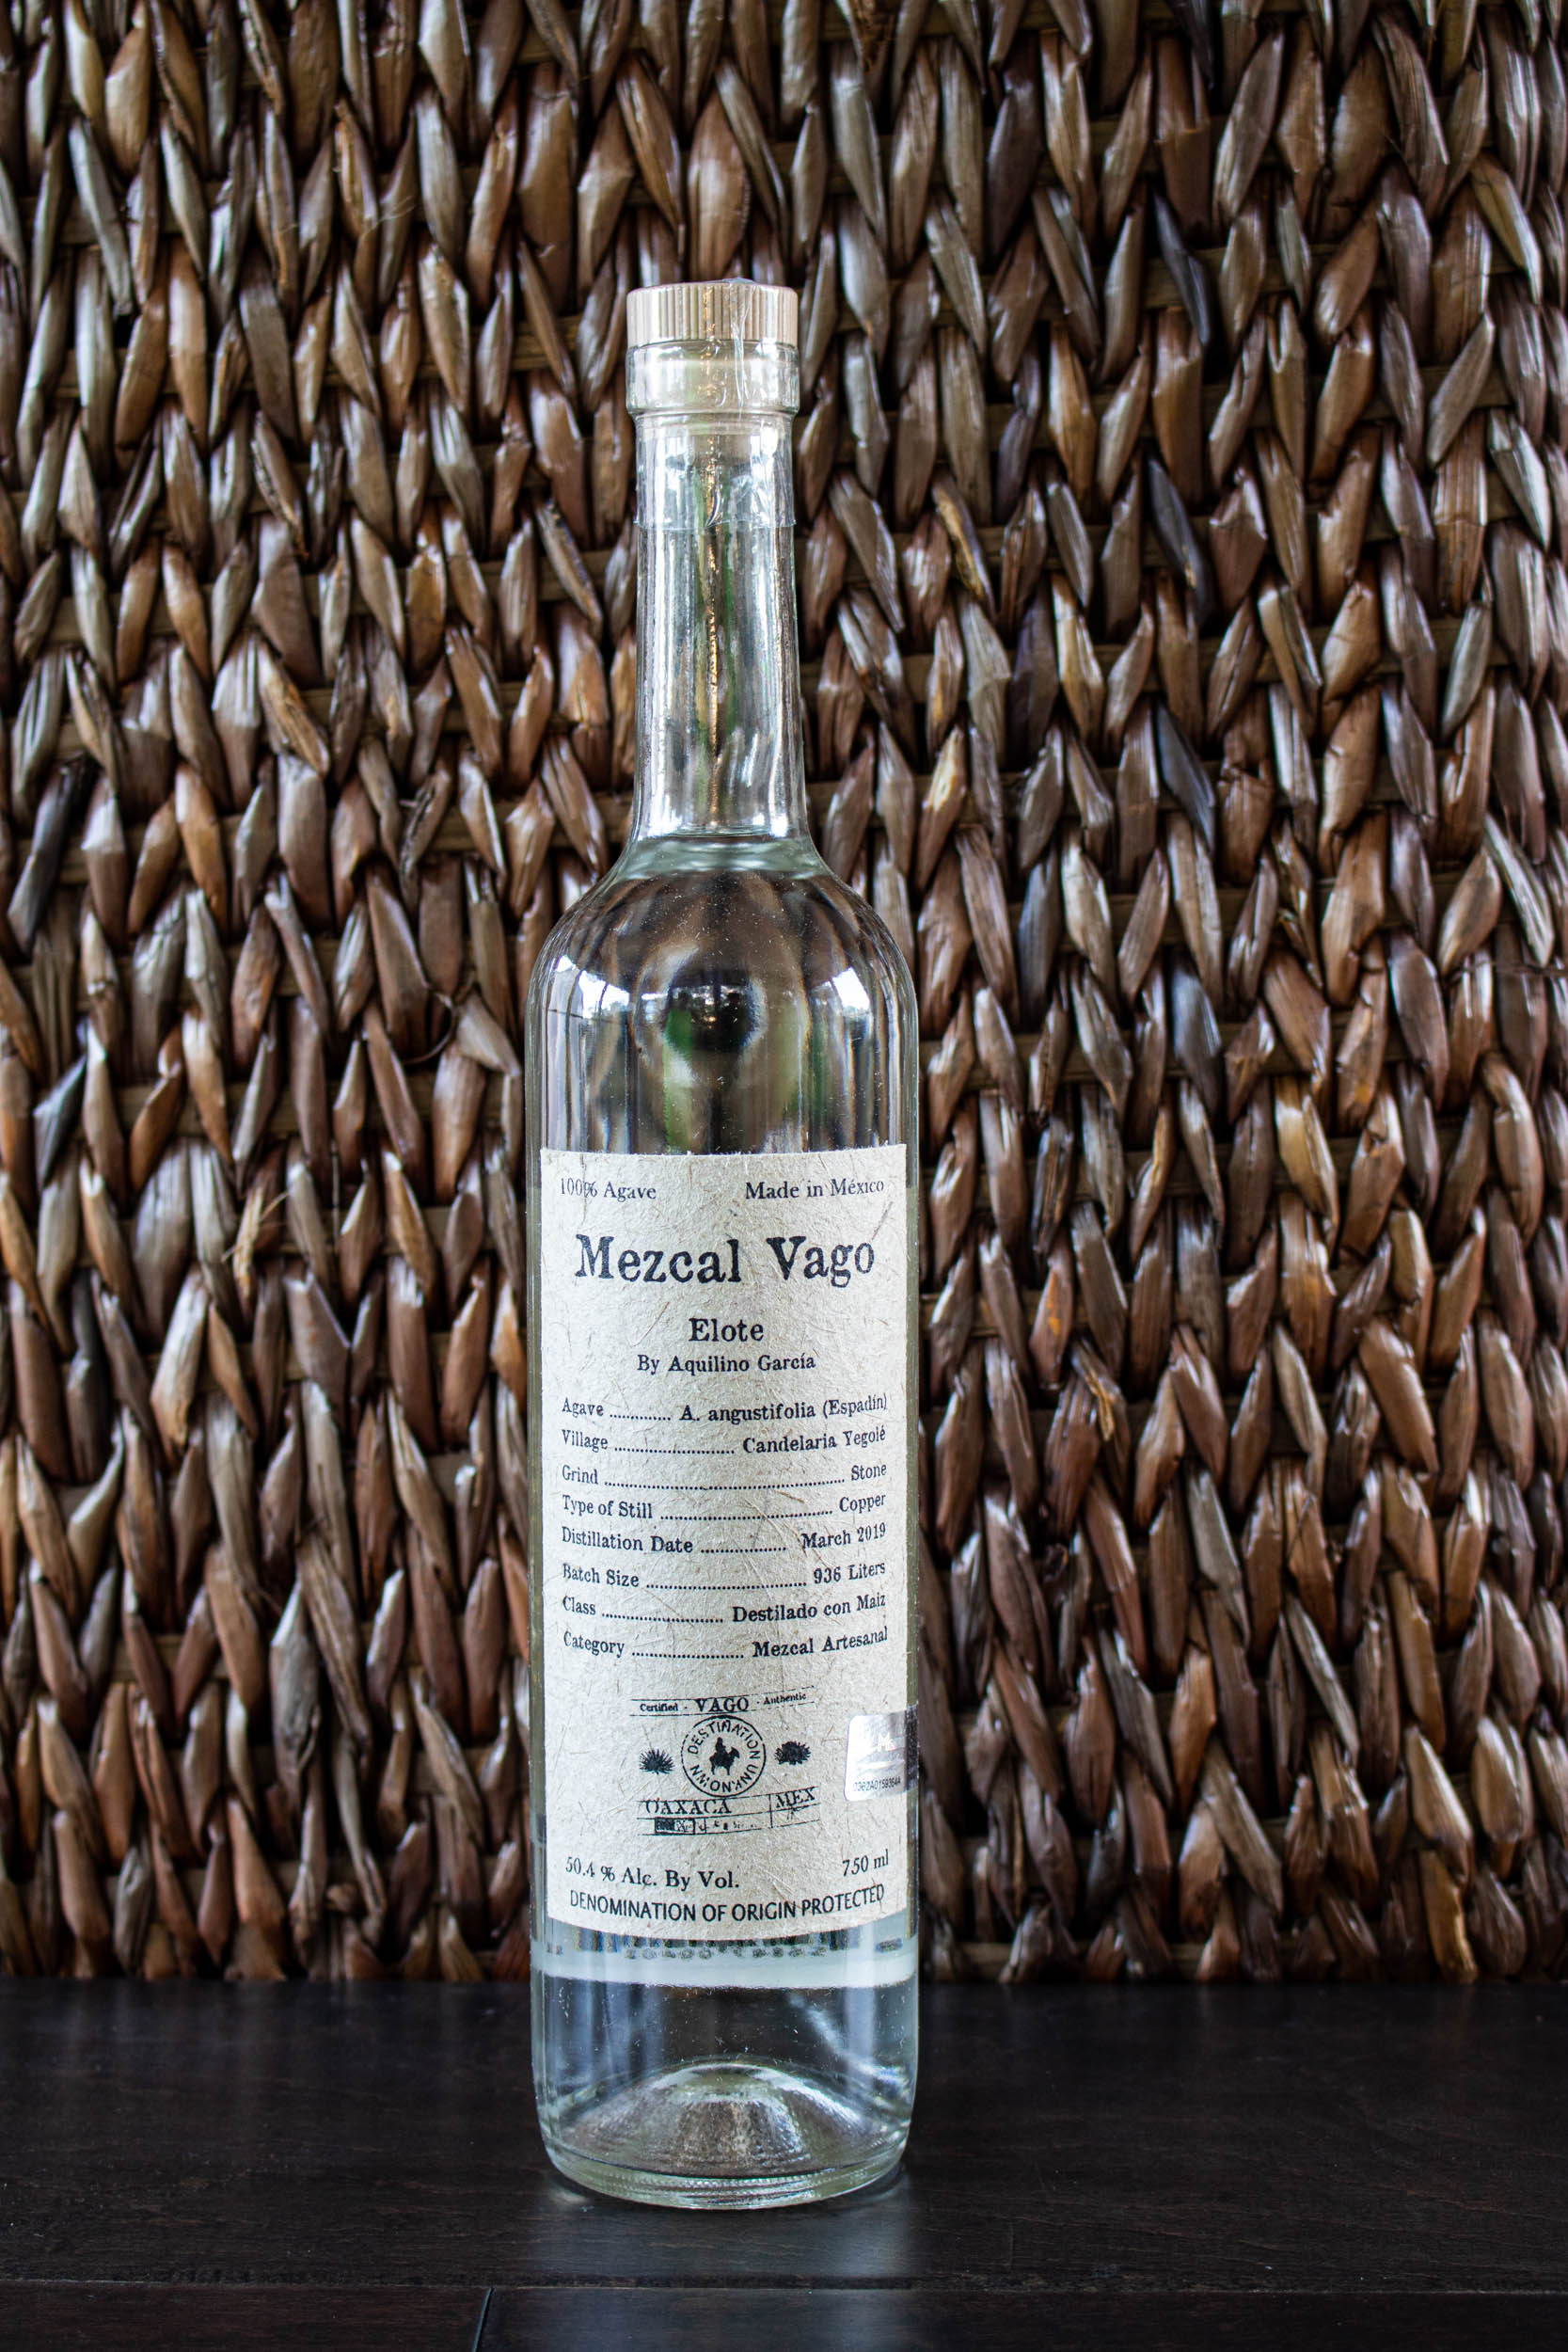 100% Agave Made in México
Mezcal Vago
Elote
By Aquilino García
Agave ............. A. angustifolia (Espadín)
Village .......................... Candelaria Yegolé
Grind ..................................................... Stone
Type of Still ...................................... Copper
Distillation Date ................... March 2019
Batch Size ................................... 936 Liters
Class .......................... Destilado con Maiz
Category ........................ Mezcal Artesanal
Certified - VAGO - Authentic
DESTINATION UNKNOWN
OAXACA MEX
50.4 % Alc. By Vol. 750 ml
DENOMINATION OF ORIGIN PROTECTED